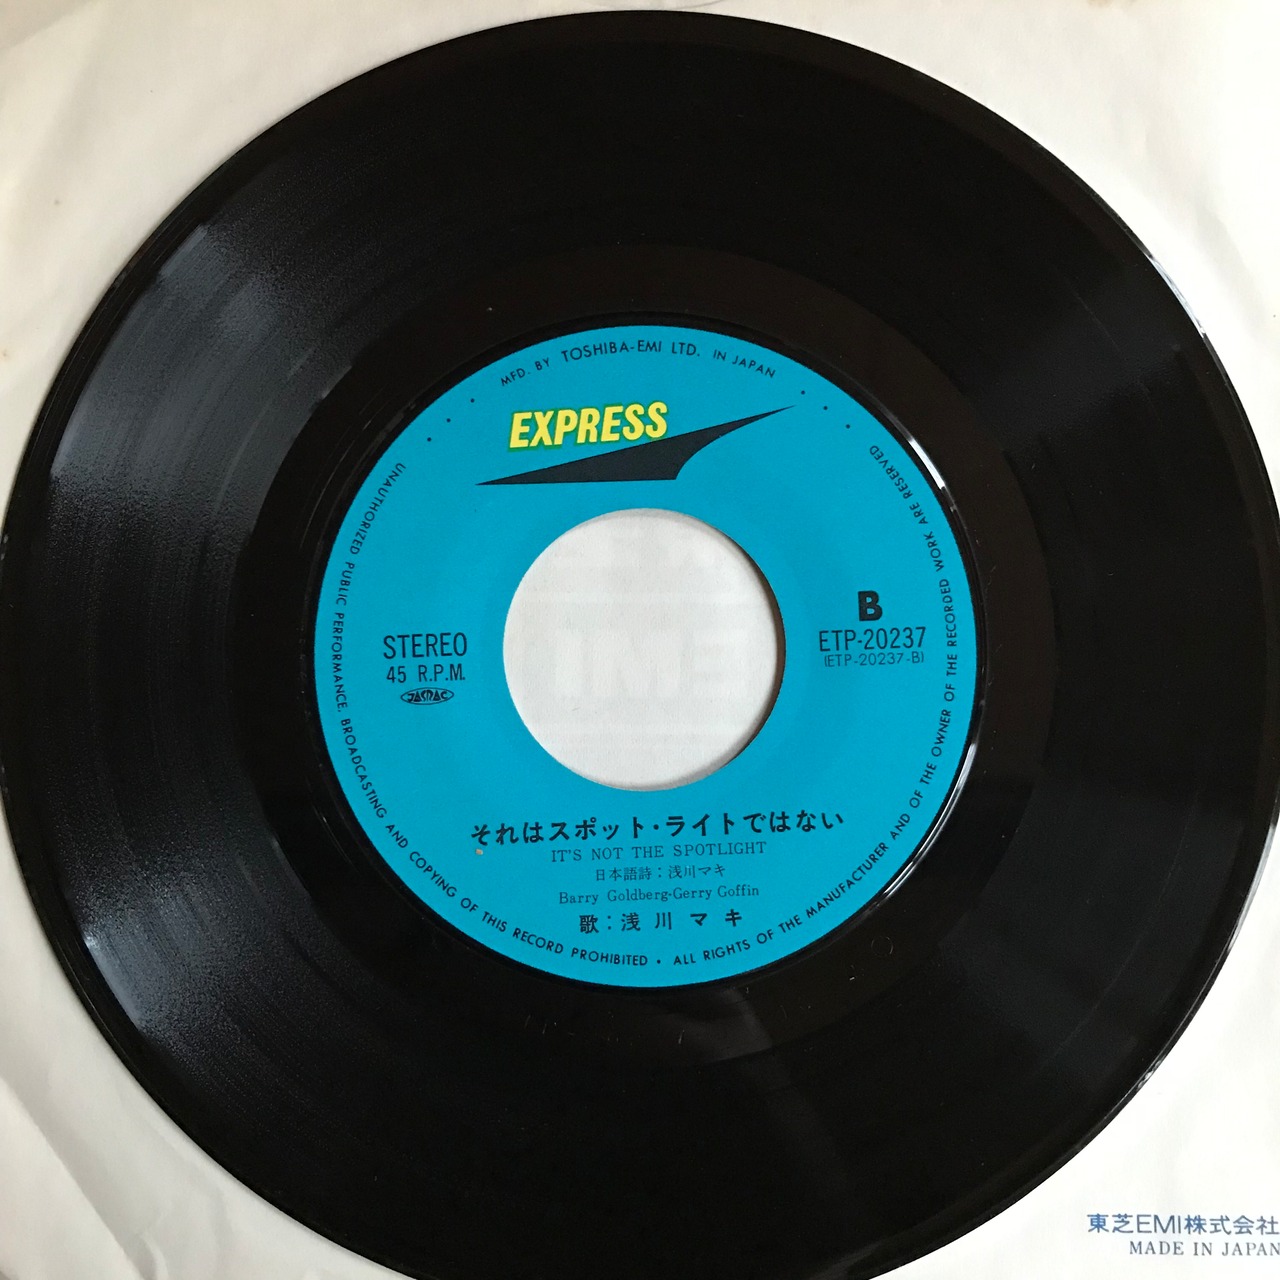 MFD. BY TOSHIBA-EMI LTD. IN JAPAN
EXPRESS
STEREO
45 R.P.M.
JASRAC
B
ETP-20237
(ETP-20237-B)
それはスポット・ライトではない
IT'S NOT THE SPOTLIGHT
日本語詩：浅川マキ
Barry Goldberg-Gerry Goffin
歌：浅川マキ
UNAUTHORIZED PUBLIC PERFORMANCE, BROADCASTING AND COPYING OF THIS RECORD PROHIBITED • ALL RIGHTS OF THE MANUFACTURER AND OF THE OWNER OF THE RECORDED WORK ARE RESERVED
EMI
東芝EMI株式会社
MADE IN JAPAN